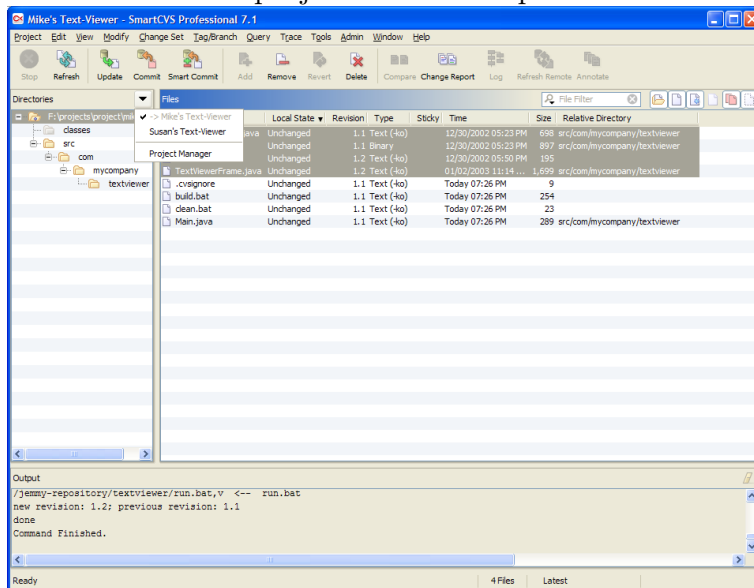 Mike's Text-Viewer - SmartCVS Professional 7.1
Project Edit View Modify Change Set Tag/Branch Query Trace Tools Admin Window Help
Stop Refresh Update Commit Smart Commit Add Remove Revert Delete Compare Change Report Log Refresh Remote Annotate
Directories Files File Filter
F:\projects\project\mi -> Mike's Text-Viewer Local State Revision Type Sticky Time Size Relative Directory
classes Susan's Text-Viewer java Unchanged 1.1 Text (-ko) 12/30/2002 05:23 PM 698 src/com/mycompany/textviewer
src Unchanged 1.1 Binary 12/30/2002 05:23 PM 897 src/com/mycompany/textviewer
com Project Manager Unchanged 1.2 Text (-ko) 12/30/2002 05:50 PM 195
mycompany TextViewerFrame.java Unchanged 1.2 Text (-ko) 01/02/2003 11:14 ... 1,699 src/com/mycompany/textviewer
textviewer .cvsignore Unchanged 1.1 Text (-ko) Today 07:26 PM 9
build.bat Unchanged 1.1 Text (-ko) Today 07:26 PM 254
clean.bat Unchanged 1.1 Text (-ko) Today 07:26 PM 23
Main.java Unchanged 1.1 Text (-ko) Today 07:26 PM 289 src/com/mycompany/textviewer
Output
/jemmy-repository/textviewer/run.bat,v <-- run.bat
new revision: 1.2; previous revision: 1.1
done
Command Finished.
Ready 4 Files Latest